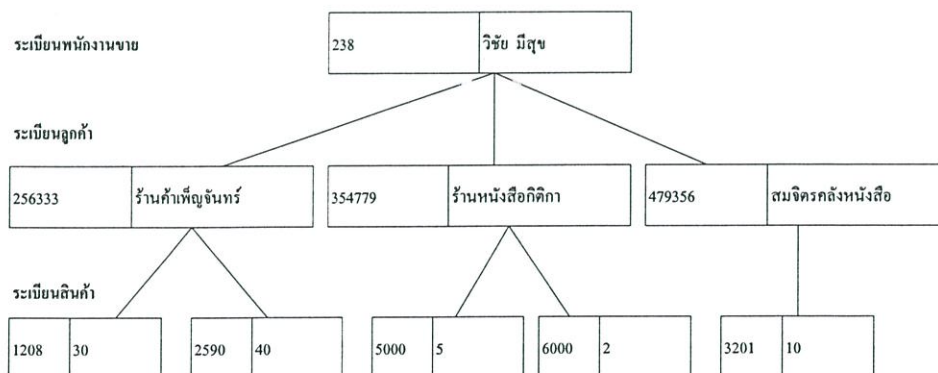 ระเบียนพนักงานขาย
238 วิชัย มีสุข
ระเบียนลูกค้า
256333 ร้านค้าเพ็ญจันทร์ 354779 ร้านหนังสือกิติกา 479356 สมจิตรคลังหนังสือ
ระเบียนสินค้า
1208 30 2590 40 5000 5 6000 2 3201 10